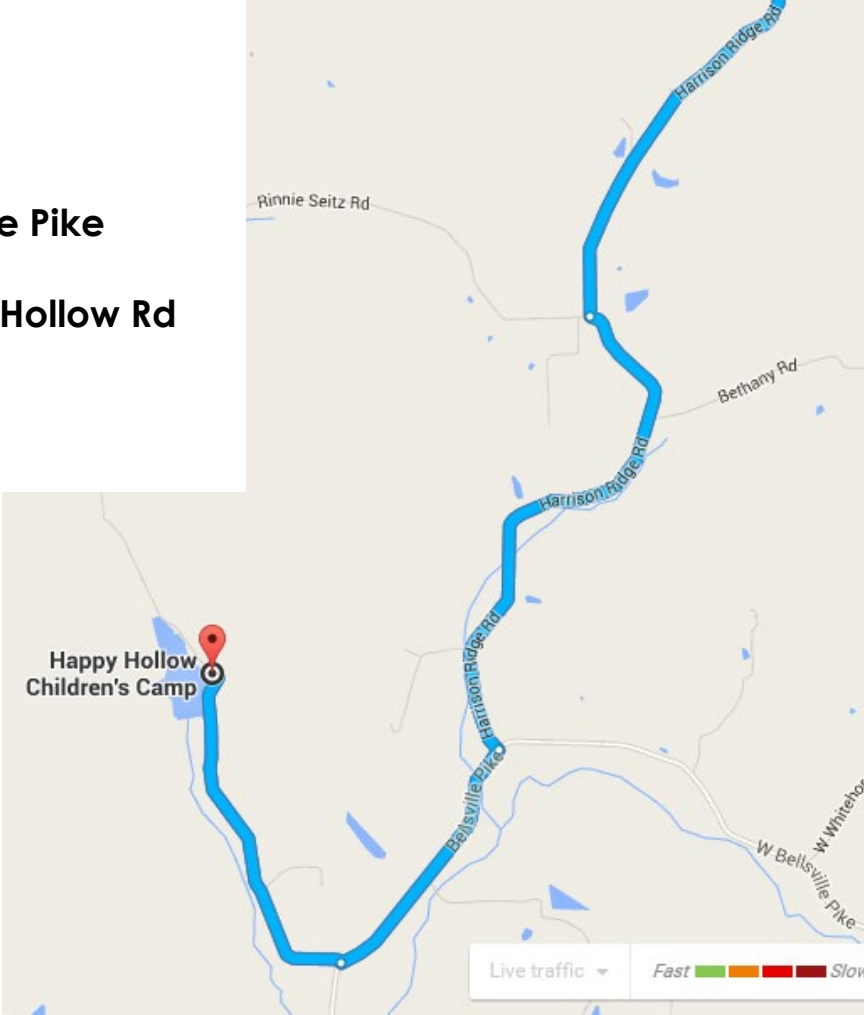 e Pike
Hollow Rd
Harrison Ridge Rd
Rinnie Seitz Rd
Bethany Rd
Harrison Ridge Rd
Harrison Ridge Rd
Happy Hollow
Children's Camp
Bellsville Pike
W Bellsville Pike
Live traffic
Fast
Slow